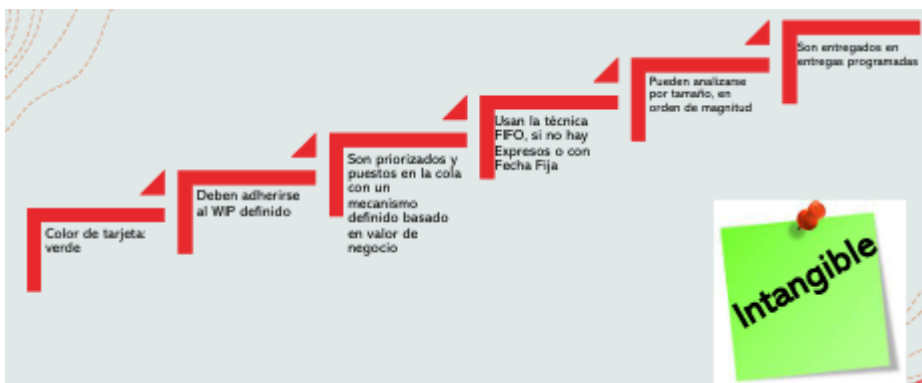 Color de tarjeta:
verde
Deben adherirse
al WIP definido
Son priorizados y
puestos en la cola
con un
mecanismo
definido basado
en valor de
negocio
Usan la técnica
FIFO, si no hay
Expresos o con
Fecha Fija
Pueden analizarse
por tamaño, en
orden de magnitud
Son entregados en
entregas programadas
Intangible